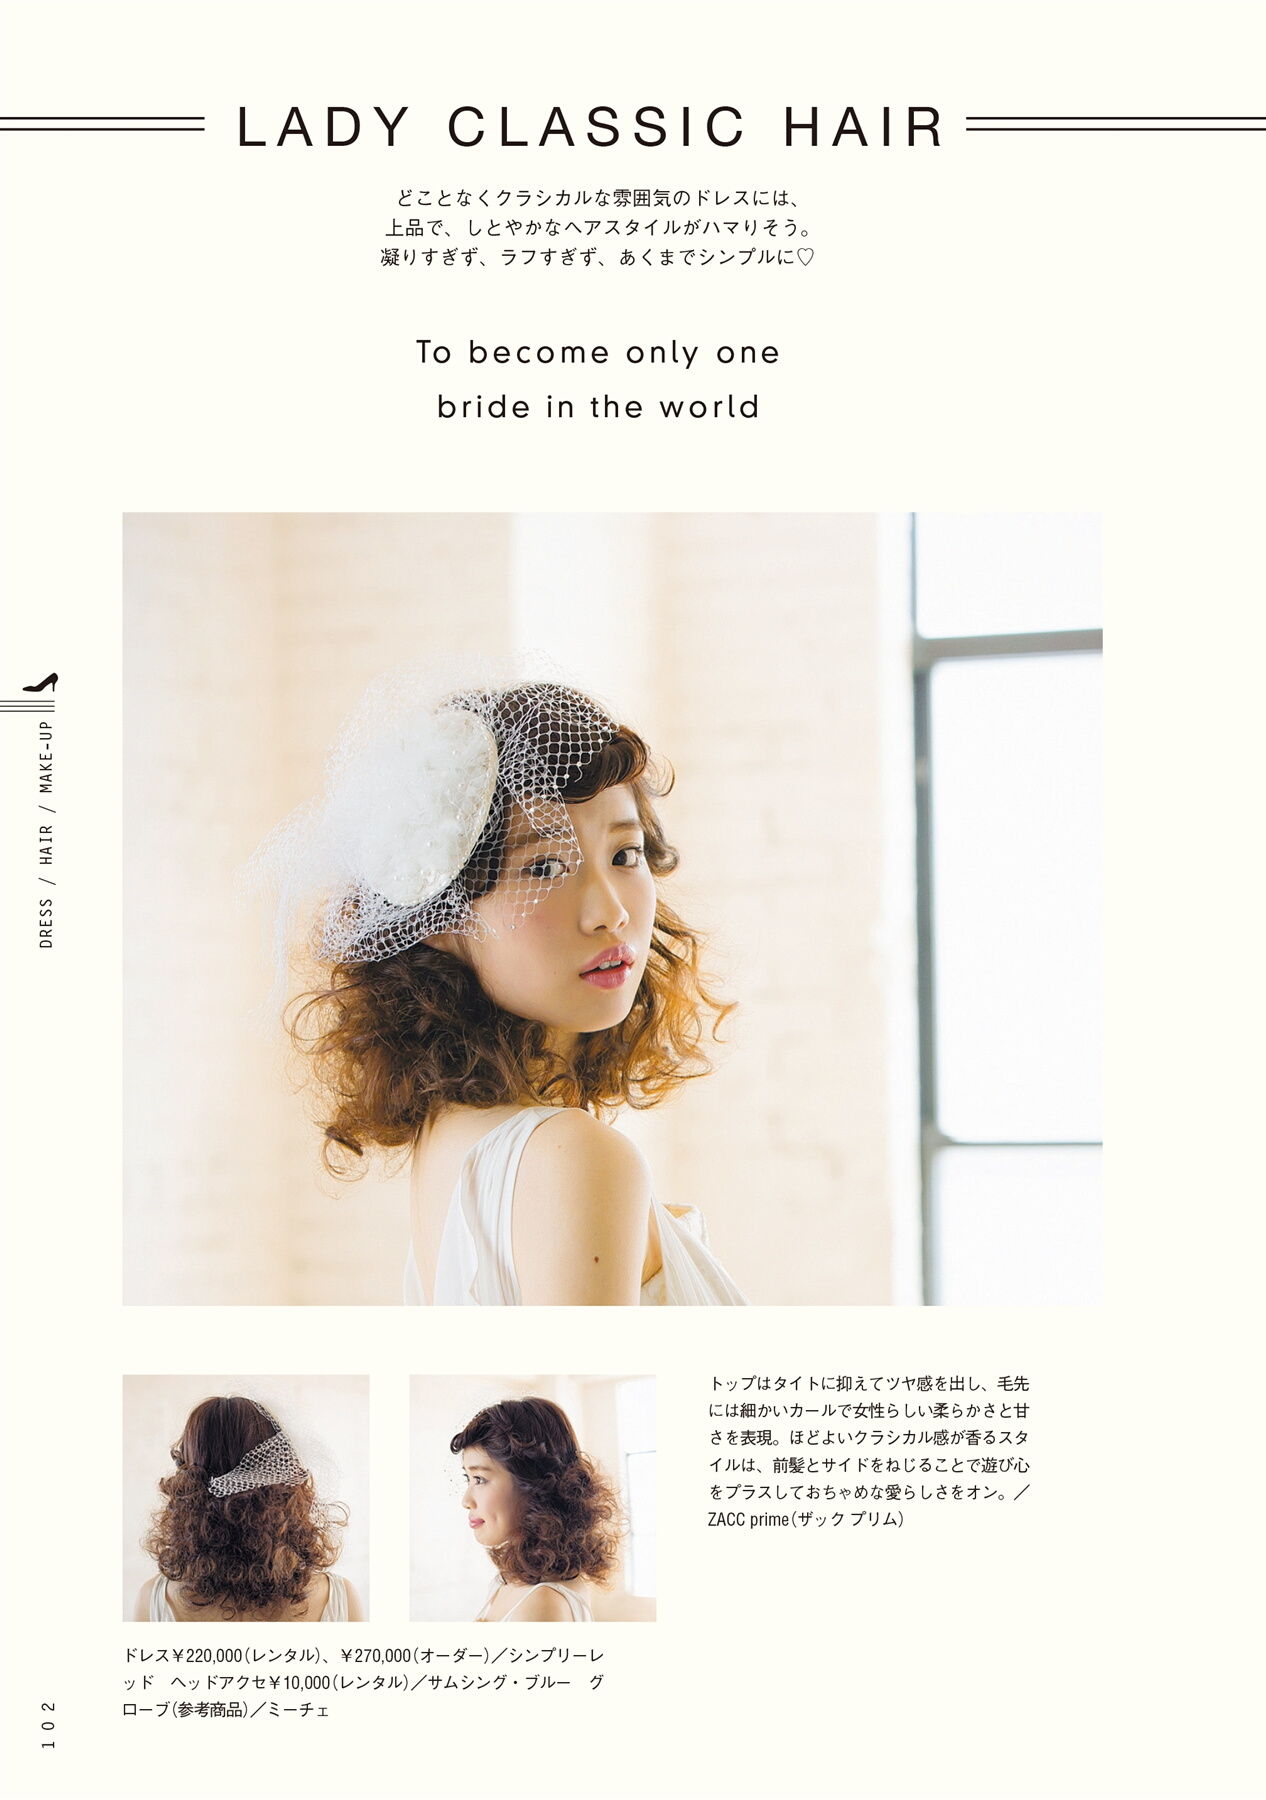 LADY CLASSIC HAIR
どことなくクラシカルな雰囲気のドレスには、
上品で、しとやかなヘアスタイルがハマりそう。
凝りすぎず、ラフすぎず、あくまでシンプルに♡
To become only one
bride in the world
DRESS / HAIR / MAKE-UP
トップはタイトに抑えてツヤ感を出し、毛先
には細かいカールで女性らしい柔らかさと甘
さを表現。ほどよいクラシカル感が香るスタ
イルは、前髪とサイドをねじることで遊び心
をプラスしておちゃめな愛らしさをオン。／
ZACC prime（ザック プリム）
ドレス￥220,000（レンタル）、￥270,000（オーダー）／シンプリーレ
ッド　ヘッドアクセ￥10,000（レンタル）／サムシング・ブルー　グ
ローブ（参考商品）／ミーチェ
102